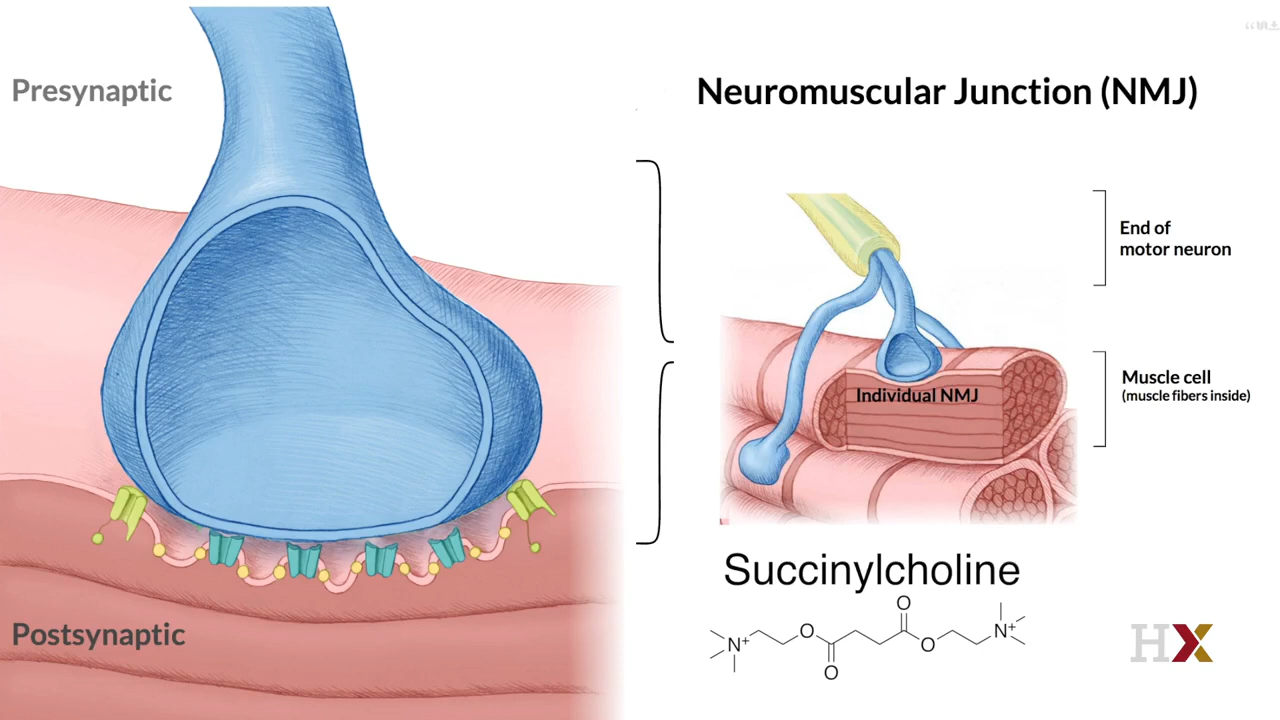 Presynaptic
Neuromuscular Junction (NMJ)
End of
motor neuron
Muscle cell
(muscle fibers inside)
Individual NMJ
Succinylcholine
O
O
N+
N+
O
O
Postsynaptic
HX